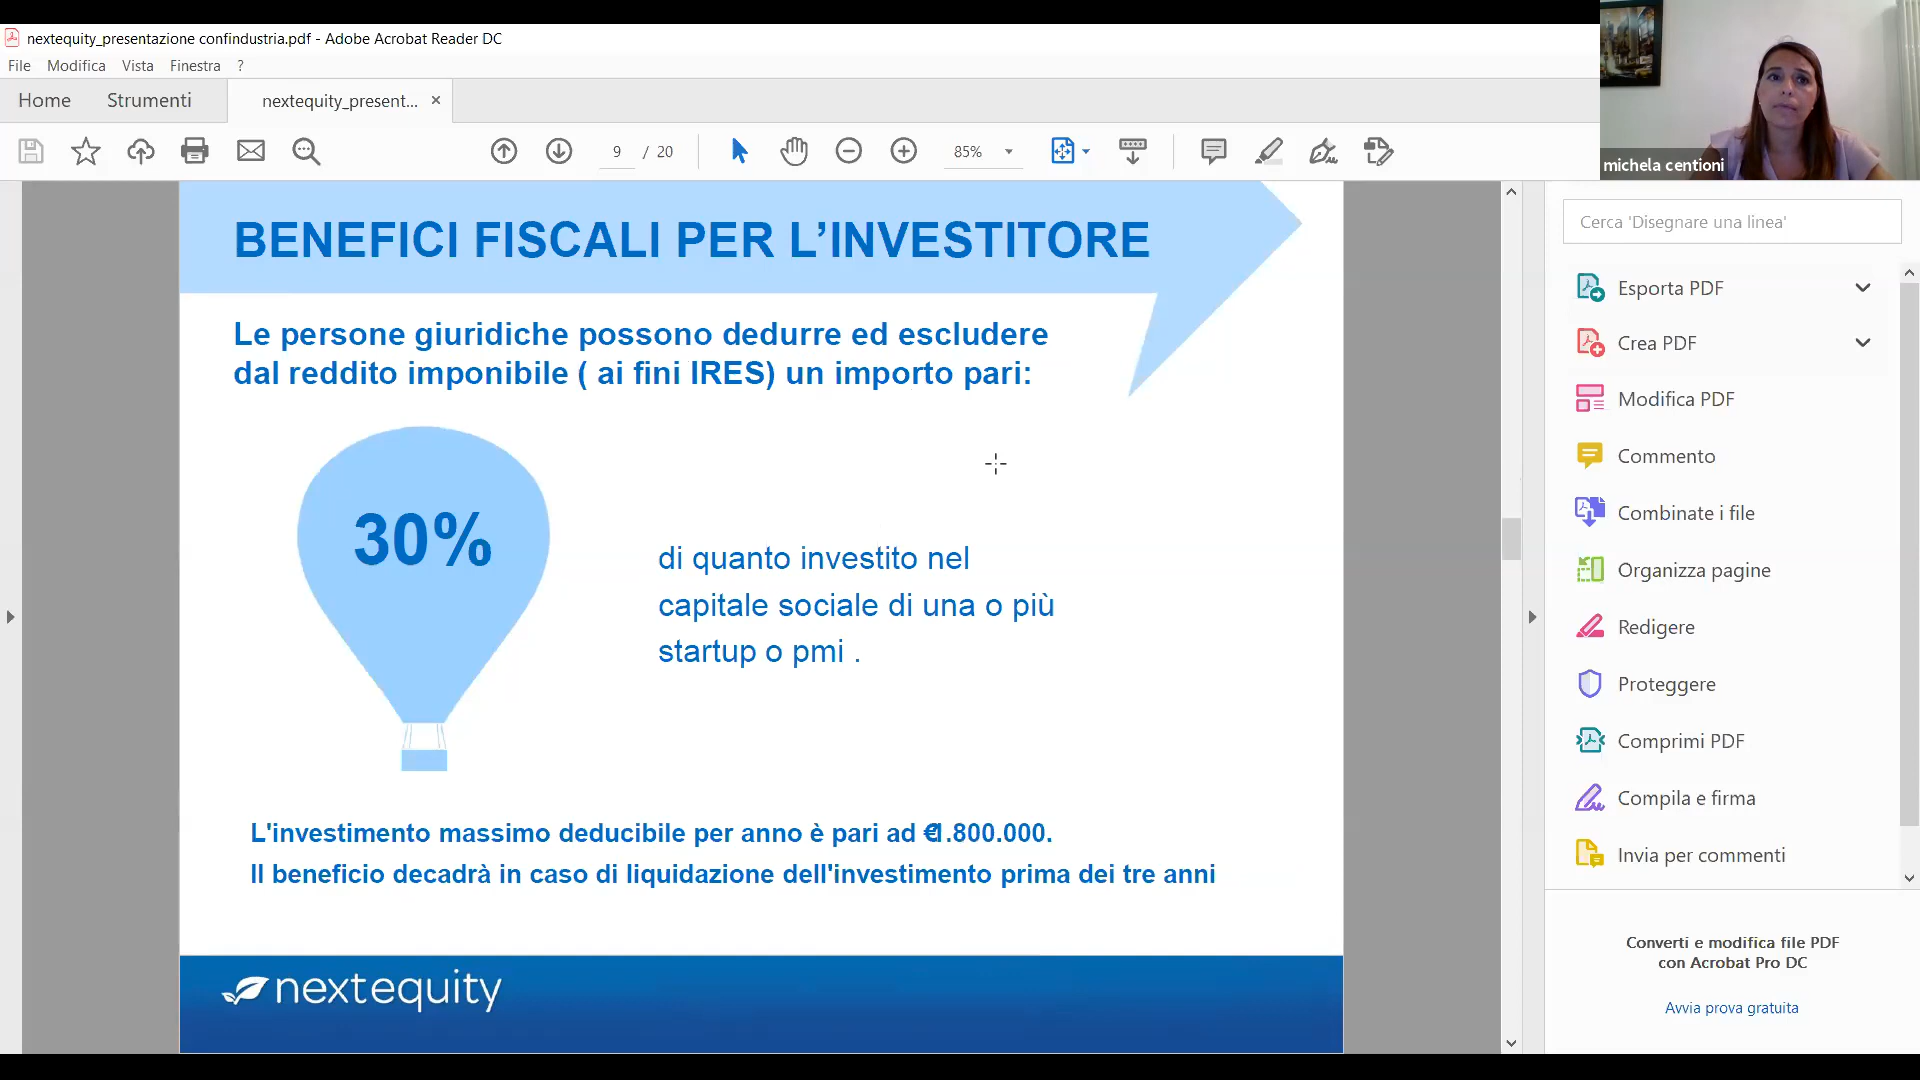 nextequity_presentazione confindustria.pdf - Adobe Acrobat Reader DC
File Modifica Vista Finestra ?
Home Strumenti nextequity_present... ×
9 / 20 85%
michela centioni
BENEFICI FISCALI PER L’INVESTITORE
Le persone giuridiche possono dedurre ed escludere
dal reddito imponibile ( ai fini IRES) un importo pari:
30%
di quanto investito nel
capitale sociale di una o più
startup o pmi .
L'investimento massimo deducibile per anno è pari ad €1.800.000.
Il beneficio decadrà in caso di liquidazione dell'investimento prima dei tre anni
nextequity
Cerca 'Disegnare una linea'
Esporta PDF
Crea PDF
Modifica PDF
Commento
Combinate i file
Organizza pagine
Redigere
Proteggere
Comprimi PDF
Compila e firma
Invia per commenti
Converti e modifica file PDF
con Acrobat Pro DC
Avvia prova gratuita